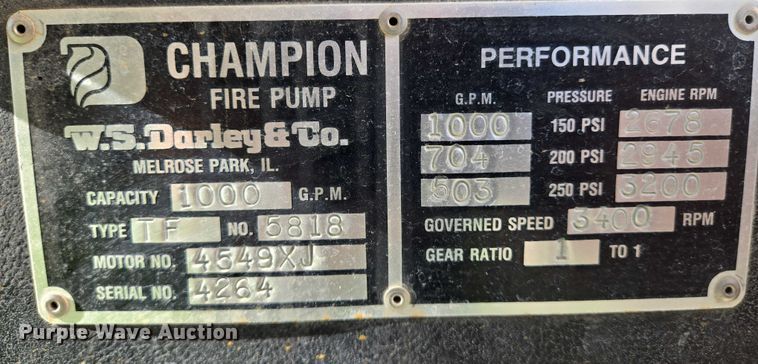 CHAMPION
FIRE PUMP
W.S. Darley & Co.
MELROSE PARK, IL.
CAPACITY 1000 G.P.M.
TYPE TF NO. 5818
MOTOR NO. 4549XJ
SERIAL NO. 4264
PERFORMANCE
G.P.M. PRESSURE ENGINE RPM
1000 150 PSI 2678
704 200 PSI 2945
503 250 PSI 3200
GOVERNED SPEED 3400 RPM
GEAR RATIO 1 TO 1
Purple Wave Auction